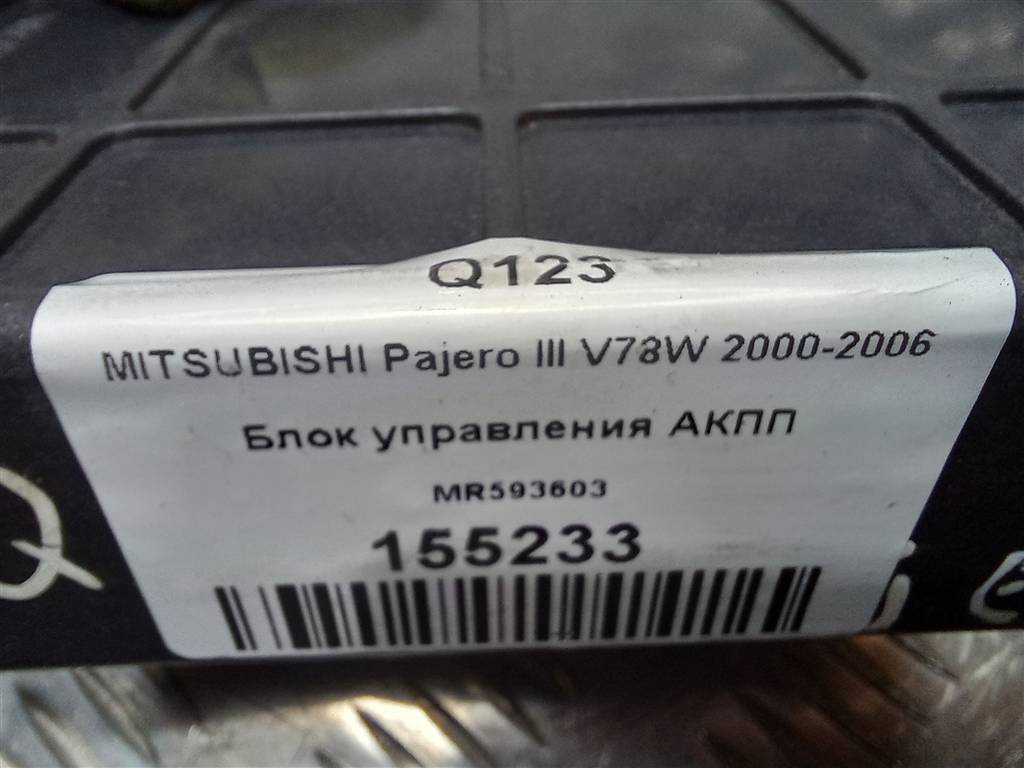 Q123
MITSUBISHI Pajero III V78W 2000-2006
Блок управления АКПП
MR593603
155233
Q